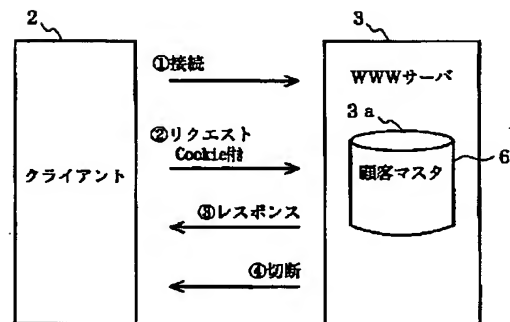 2
3
①接続
WWWサーバ
3a
②リクエスト
Cookie付
クライアント
顧客マスタ
6
③レスポンス
④切断